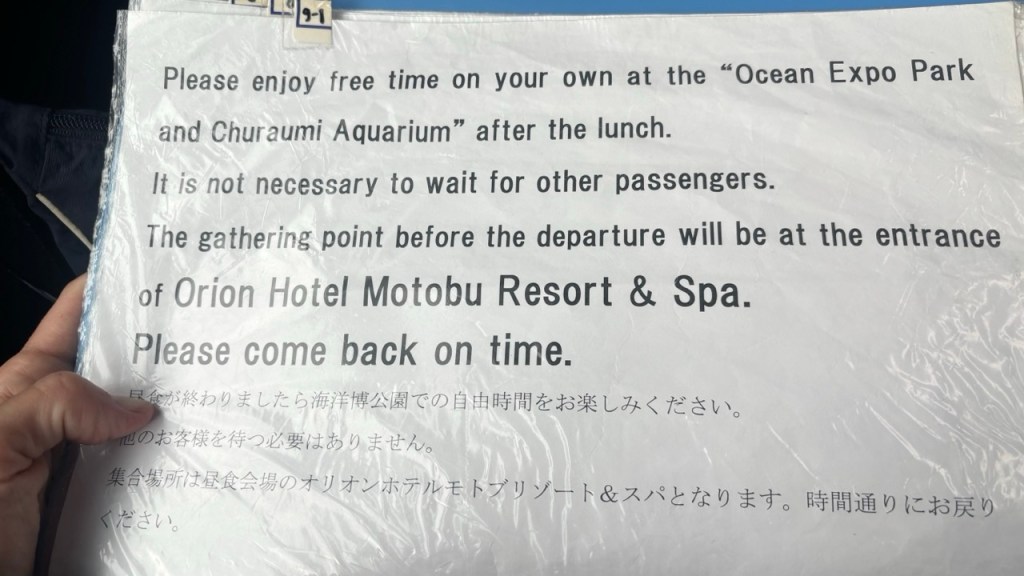 9-1
Please enjoy free time on your own at the “Ocean Expo Park
and Churaumi Aquarium” after the lunch.
It is not necessary to wait for other passengers.
The gathering point before the departure will be at the entrance
of Orion Hotel Motobu Resort & Spa.
Please come back on time.
昼食が終わりましたら海洋博公園での自由時間をお楽しみください。
他のお客様を待つ必要はありません。
集合場所は昼食会場のオリオンホテルモトブリゾート&スパとなります。時間通りにお戻り
ください。